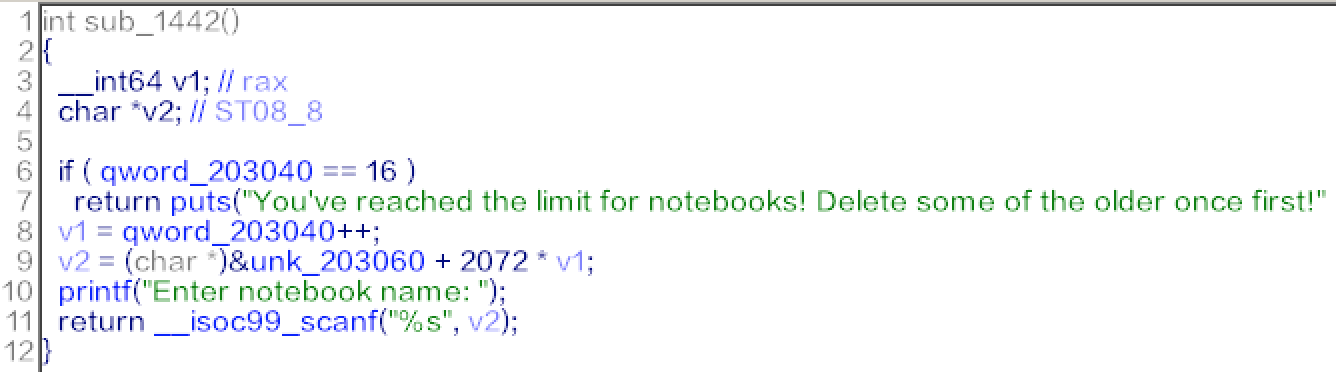 1 int sub_1442()
2 {
3 __int64 v1; // rax
4 char *v2; // ST08_8
5
6 if ( qword_203040 == 16 )
7 return puts("You've reached the limit for notebooks! Delete some of the older once first!"
8 v1 = qword_203040++;
9 v2 = (char *)&unk_203060 + 2072 * v1;
10 printf("Enter notebook name: ");
11 return __isoc99_scanf("%s", v2);
12 }